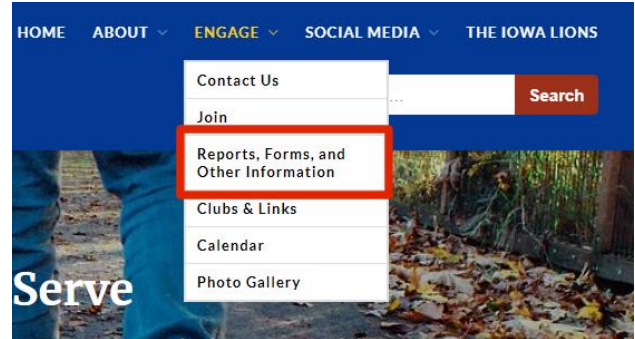 HOME ABOUT ENGAGE SOCIAL MEDIA THE IOWA LIONS
Contact Us
... Search
Join
Reports, Forms, and
Other Information
Clubs & Links
Calendar
Photo Gallery
Serve